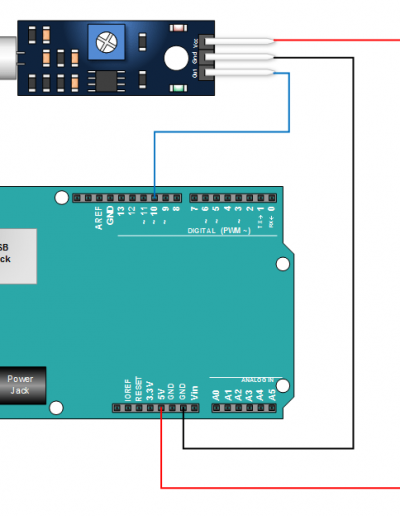 Vcc
Gnd
Out
AREF
GND
13
12
~ 11
~ 10
~ 9
8
7
~ 6
~ 5
4
~ 3
2
TX→ 1
RX← 0
DIGITAL (PWM ~)
SB
ck
Power
Jack
IOREF
RESET
3.3 V
5V
GND
GND
Vin
ANALOG IN
A0
A1
A2
A3
A4
A5